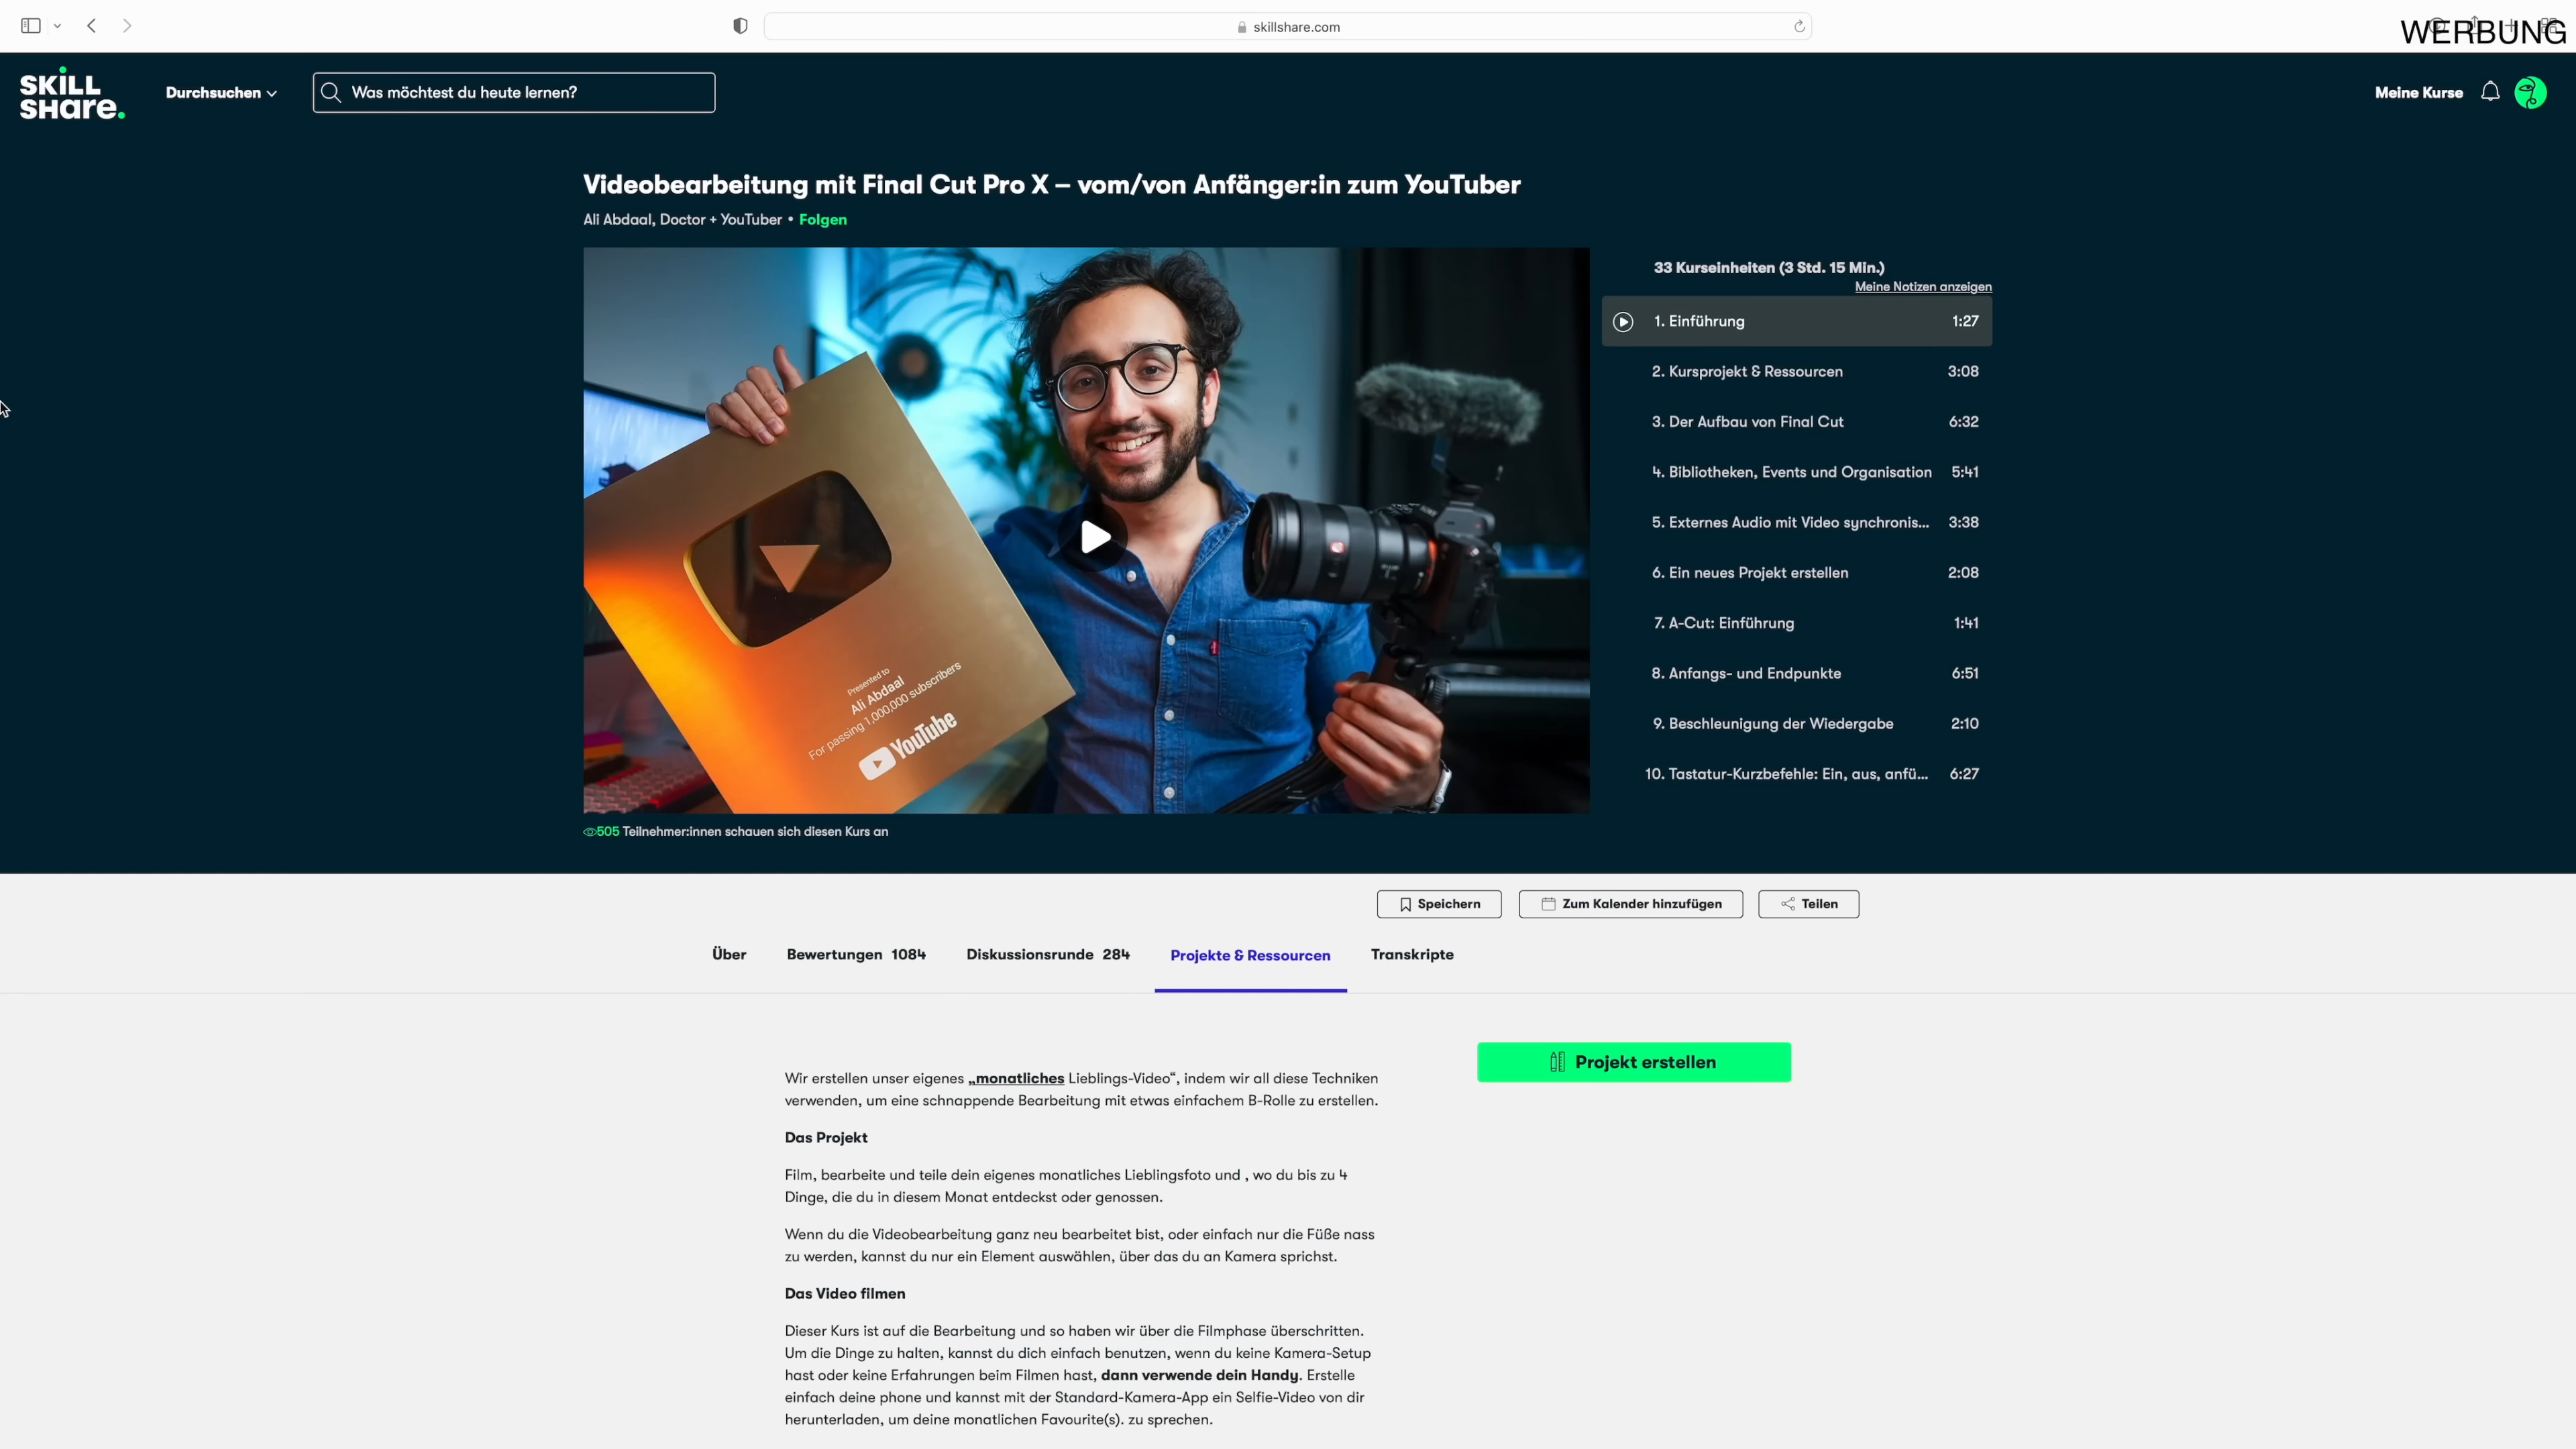 skillshare.com
WERBUNG
SKILL
SHare.
Durchsuchen
Was möchtest du heute lernen?
Meine Kurse
Videobearbeitung mit Final Cut Pro X – vom/von Anfänger:in zum YouTuber
Ali Abdaal, Doctor + YouTuber • Folgen
Presented to
Ali Abdaal
For passing 1,000,000 subscribers
YouTube
33 Kurseinheiten (3 Std. 15 Min.)
Meine Notizen anzeigen
1. Einführung 1:27
2. Kursprojekt & Ressourcen 3:08
3. Der Aufbau von Final Cut 6:32
4. Bibliotheken, Events und Organisation 5:41
5. Externes Audio mit Video synchronis... 3:38
6. Ein neues Projekt erstellen 2:08
7. A-Cut: Einführung 1:41
8. Anfangs- und Endpunkte 6:51
9. Beschleunigung der Wiedergabe 2:10
10. Tastatur-Kurzbefehle: Ein, aus, anfü... 6:27
505 Teilnehmer:innen schauen sich diesen Kurs an
Speichern
Zum Kalender hinzufügen
Teilen
Über
Bewertungen 1084
Diskussionsrunde 284
Projekte & Ressourcen
Transkripte
Projekt erstellen
Wir erstellen unser eigenes „monatliches Lieblings-Video“, indem wir all diese Techniken
verwenden, um eine schnappende Bearbeitung mit etwas einfachem B-Rolle zu erstellen.
Das Projekt
Film, bearbeite und teile dein eigenes monatliches Lieblingsfoto und , wo du bis zu 4
Dinge, die du in diesem Monat entdeckst oder genossen.
Wenn du die Videobearbeitung ganz neu bearbeitet bist, oder einfach nur die Füße nass
zu werden, kannst du nur ein Element auswählen, über das du an Kamera sprichst.
Das Video filmen
Dieser Kurs ist auf die Bearbeitung und so haben wir über die Filmphase überschritten.
Um die Dinge zu halten, kannst du dich einfach benutzen, wenn du keine Kamera-Setup
hast oder keine Erfahrungen beim Filmen hast, dann verwende dein Handy. Erstelle
einfach deine phone und kannst mit der Standard-Kamera-App ein Selfie-Video von dir
herunterladen, um deine monatlichen Favourite(s). zu sprechen.